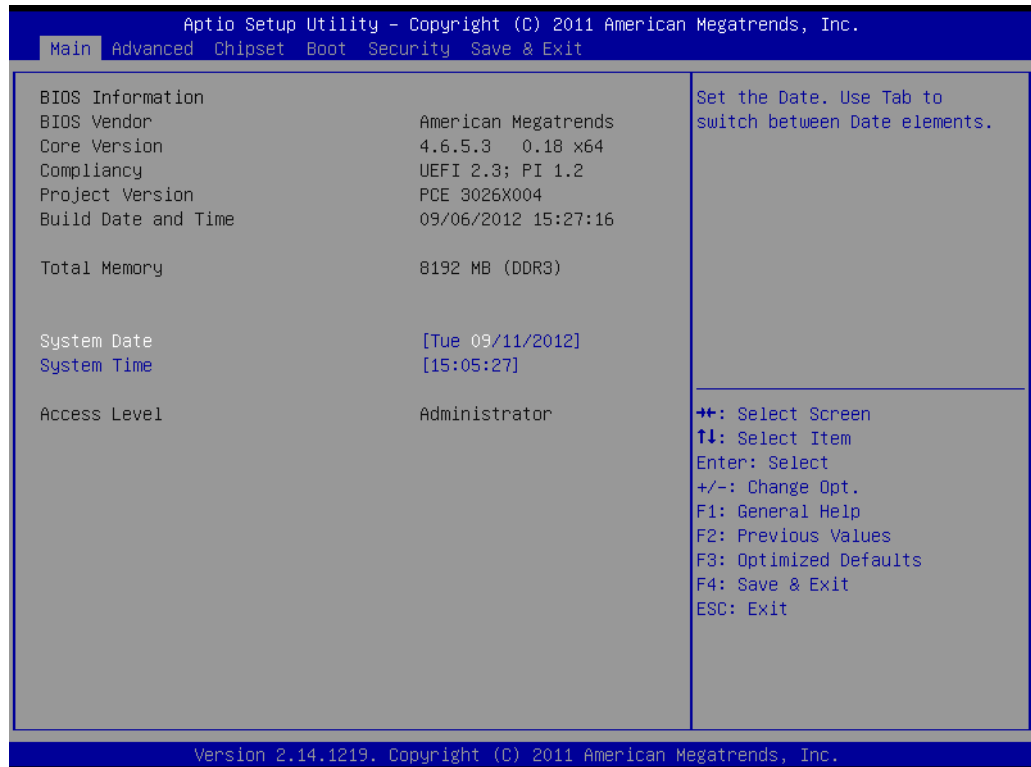 Aptio Setup Utility – Copyright (C) 2011 American Megatrends, Inc.
Main Advanced Chipset Boot Security Save & Exit
BIOS Information
BIOS Vendor American Megatrends
Core Version 4.6.5.3 0.18 x64
Compliancy UEFI 2.3; PI 1.2
Project Version PCE 3026X004
Build Date and Time 09/06/2012 15:27:16
Total Memory 8192 MB (DDR3)
System Date [Tue 09/11/2012]
System Time [15:05:27]
Access Level Administrator
Set the Date. Use Tab to
switch between Date elements.
→←: Select Screen
↑↓: Select Item
Enter: Select
+/-: Change Opt.
F1: General Help
F2: Previous Values
F3: Optimized Defaults
F4: Save & Exit
ESC: Exit
Version 2.14.1219. Copyright (C) 2011 American Megatrends, Inc.